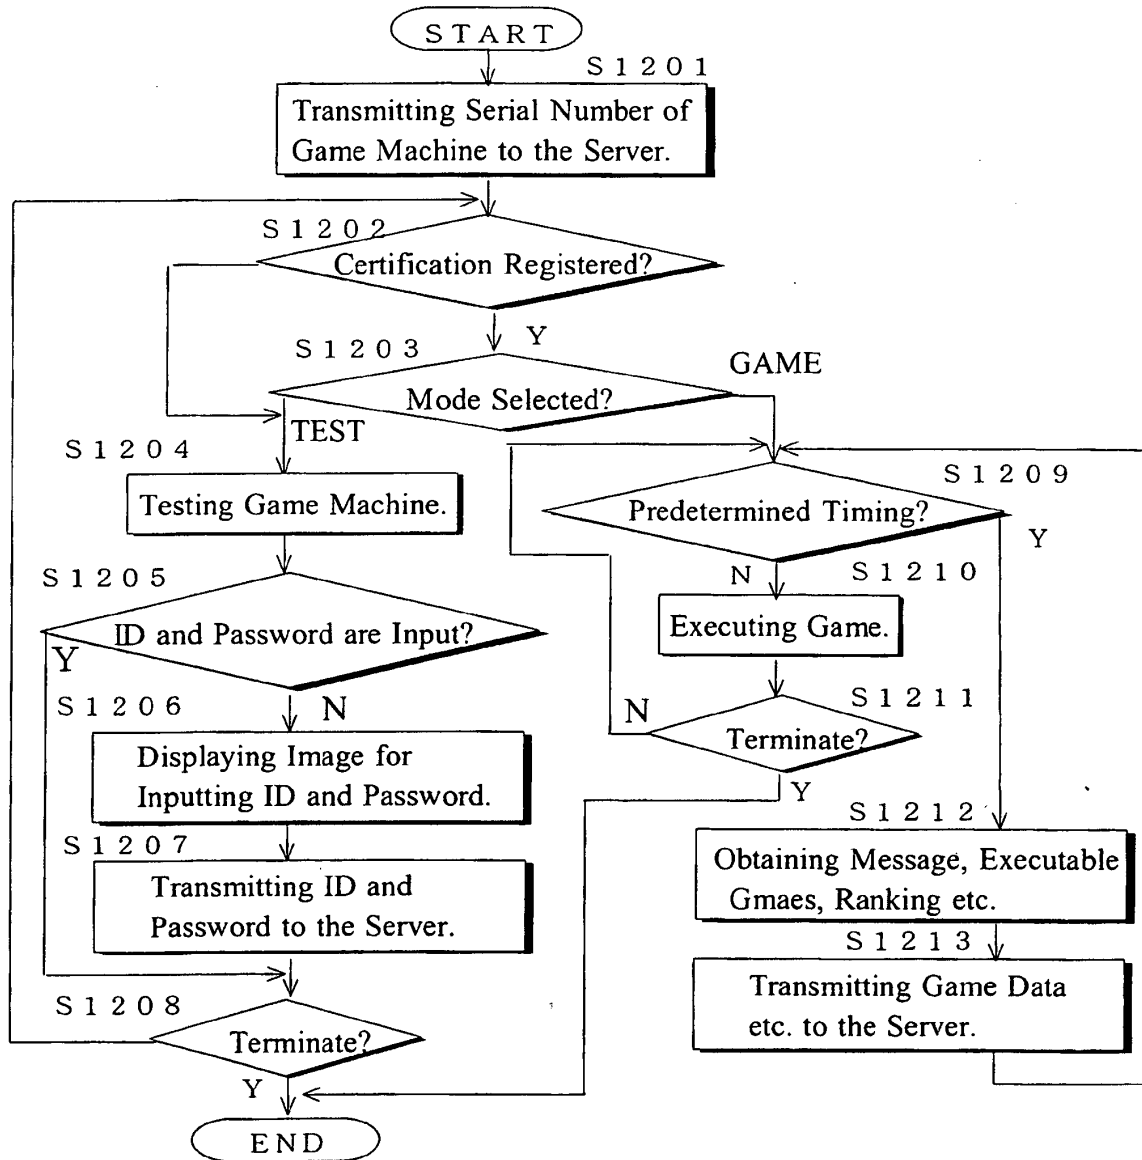 START
S1201
Transmitting Serial Number of
Game Machine to the Server.
S1202
Certification Registered?
Y
S1203
Mode Selected?
GAME
TEST
S1204
Testing Game Machine.
S1205
ID and Password are Input?
Y
N
S1206
Displaying Image for
Inputting ID and Password.
S1207
Transmitting ID and
Password to the Server.
S1208
Terminate?
Y
END
S1209
Predetermined Timing?
Y
N
S1210
Executing Game.
S1211
N
Terminate?
Y
S1212
Obtaining Message, Executable
Gmaes, Ranking etc.
S1213
Transmitting Game Data
etc. to the Server.